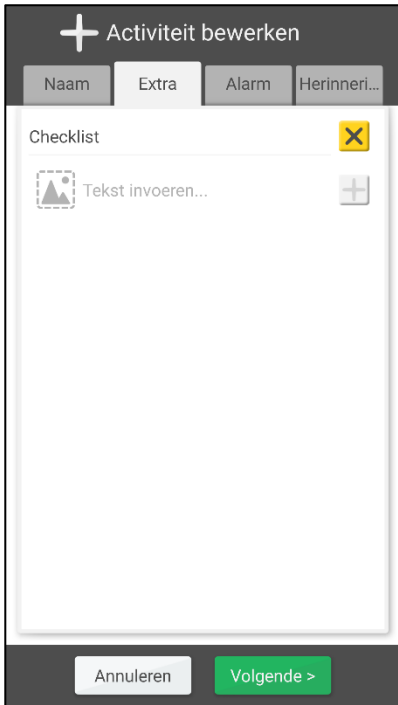 Activiteit bewerken
Naam Extra Alarm Herinneri...
Checklist
Tekst invoeren...
Annuleren Volgende >